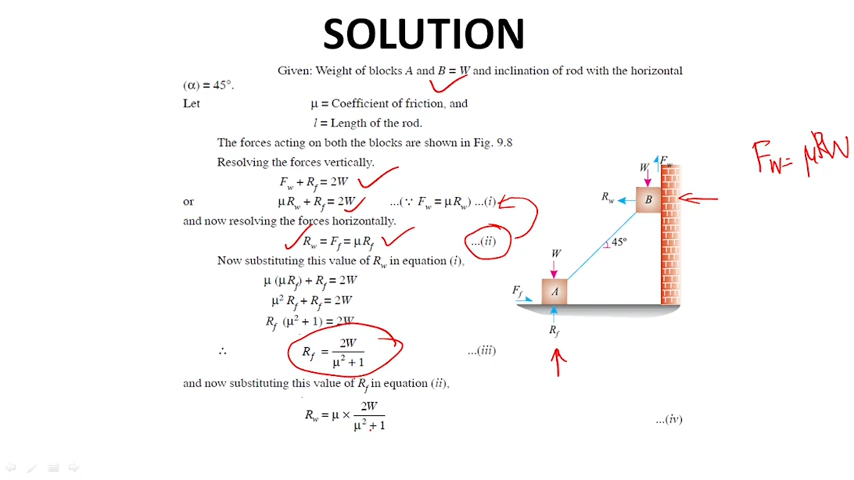 SOLUTION
Given: Weight of blocks A and B = W and inclination of rod with the horizontal
(α) = 45°.
Let μ = Coefficient of friction, and
l = Length of the rod.
The forces acting on both the blocks are shown in Fig. 9.8
Resolving the forces vertically.
F_w + R_f = 2W
or μR_w + R_f = 2W ...(∵ F_w = μR_w) ...(i)
and now resolving the forces horizontally.
R_w = F_f = μR_f ...(ii)
Now substituting this value of R_w in equation (i),
μ (μR_f) + R_f = 2W
μ² R_f + R_f = 2W
R_f (μ² + 1) = 2W
∴ R_f = 2W / μ² + 1 ...(iii)
and now substituting this value of R_f in equation (ii),
R_w = μ × 2W / μ² + 1 ...(iv)
W F_w
R_w B
45°
W
F_f A
R_f
F_W = μRW